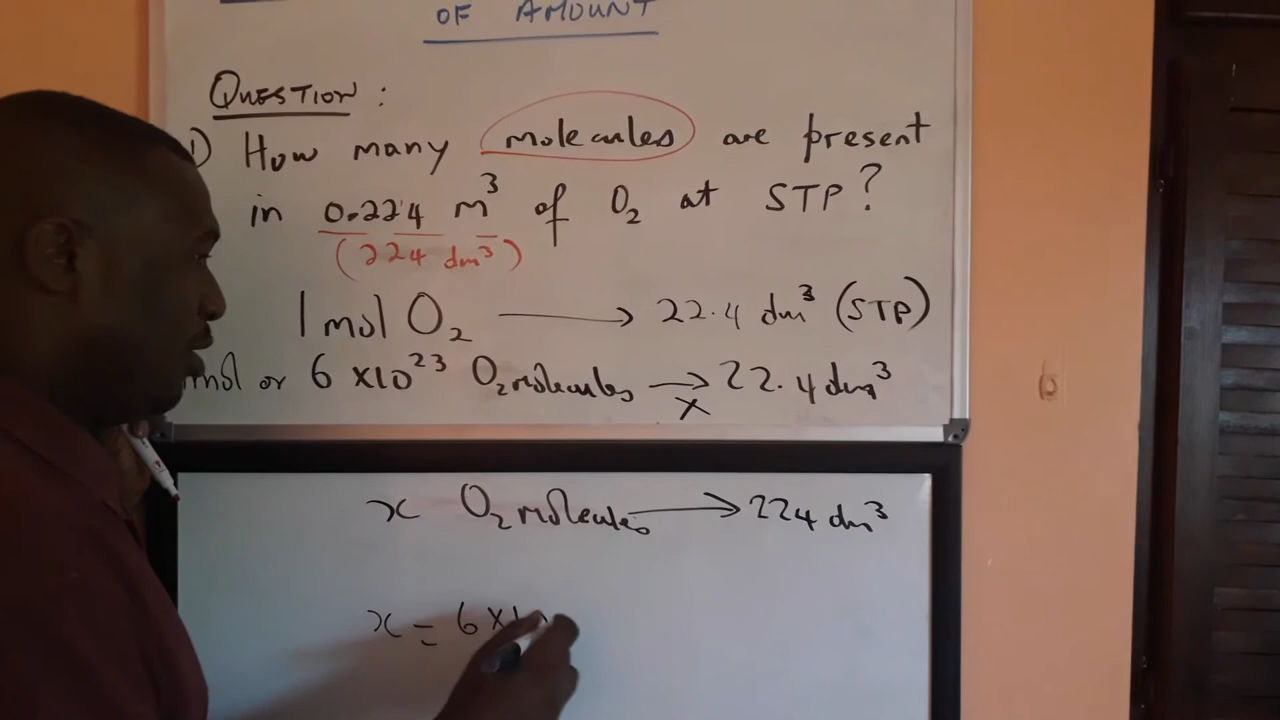 OF AMOUNT
QUESTION :
1) How many molecules are present
in 0.224 m³ of O₂ at STP?
(224 dm³)
1 mol O₂ → 22.4 dm³ (STP)
mol or 6 ×10²³ O₂ molecules → 22.4 dm³
x O₂ molecules → 224 dm³
x = 6 ×10